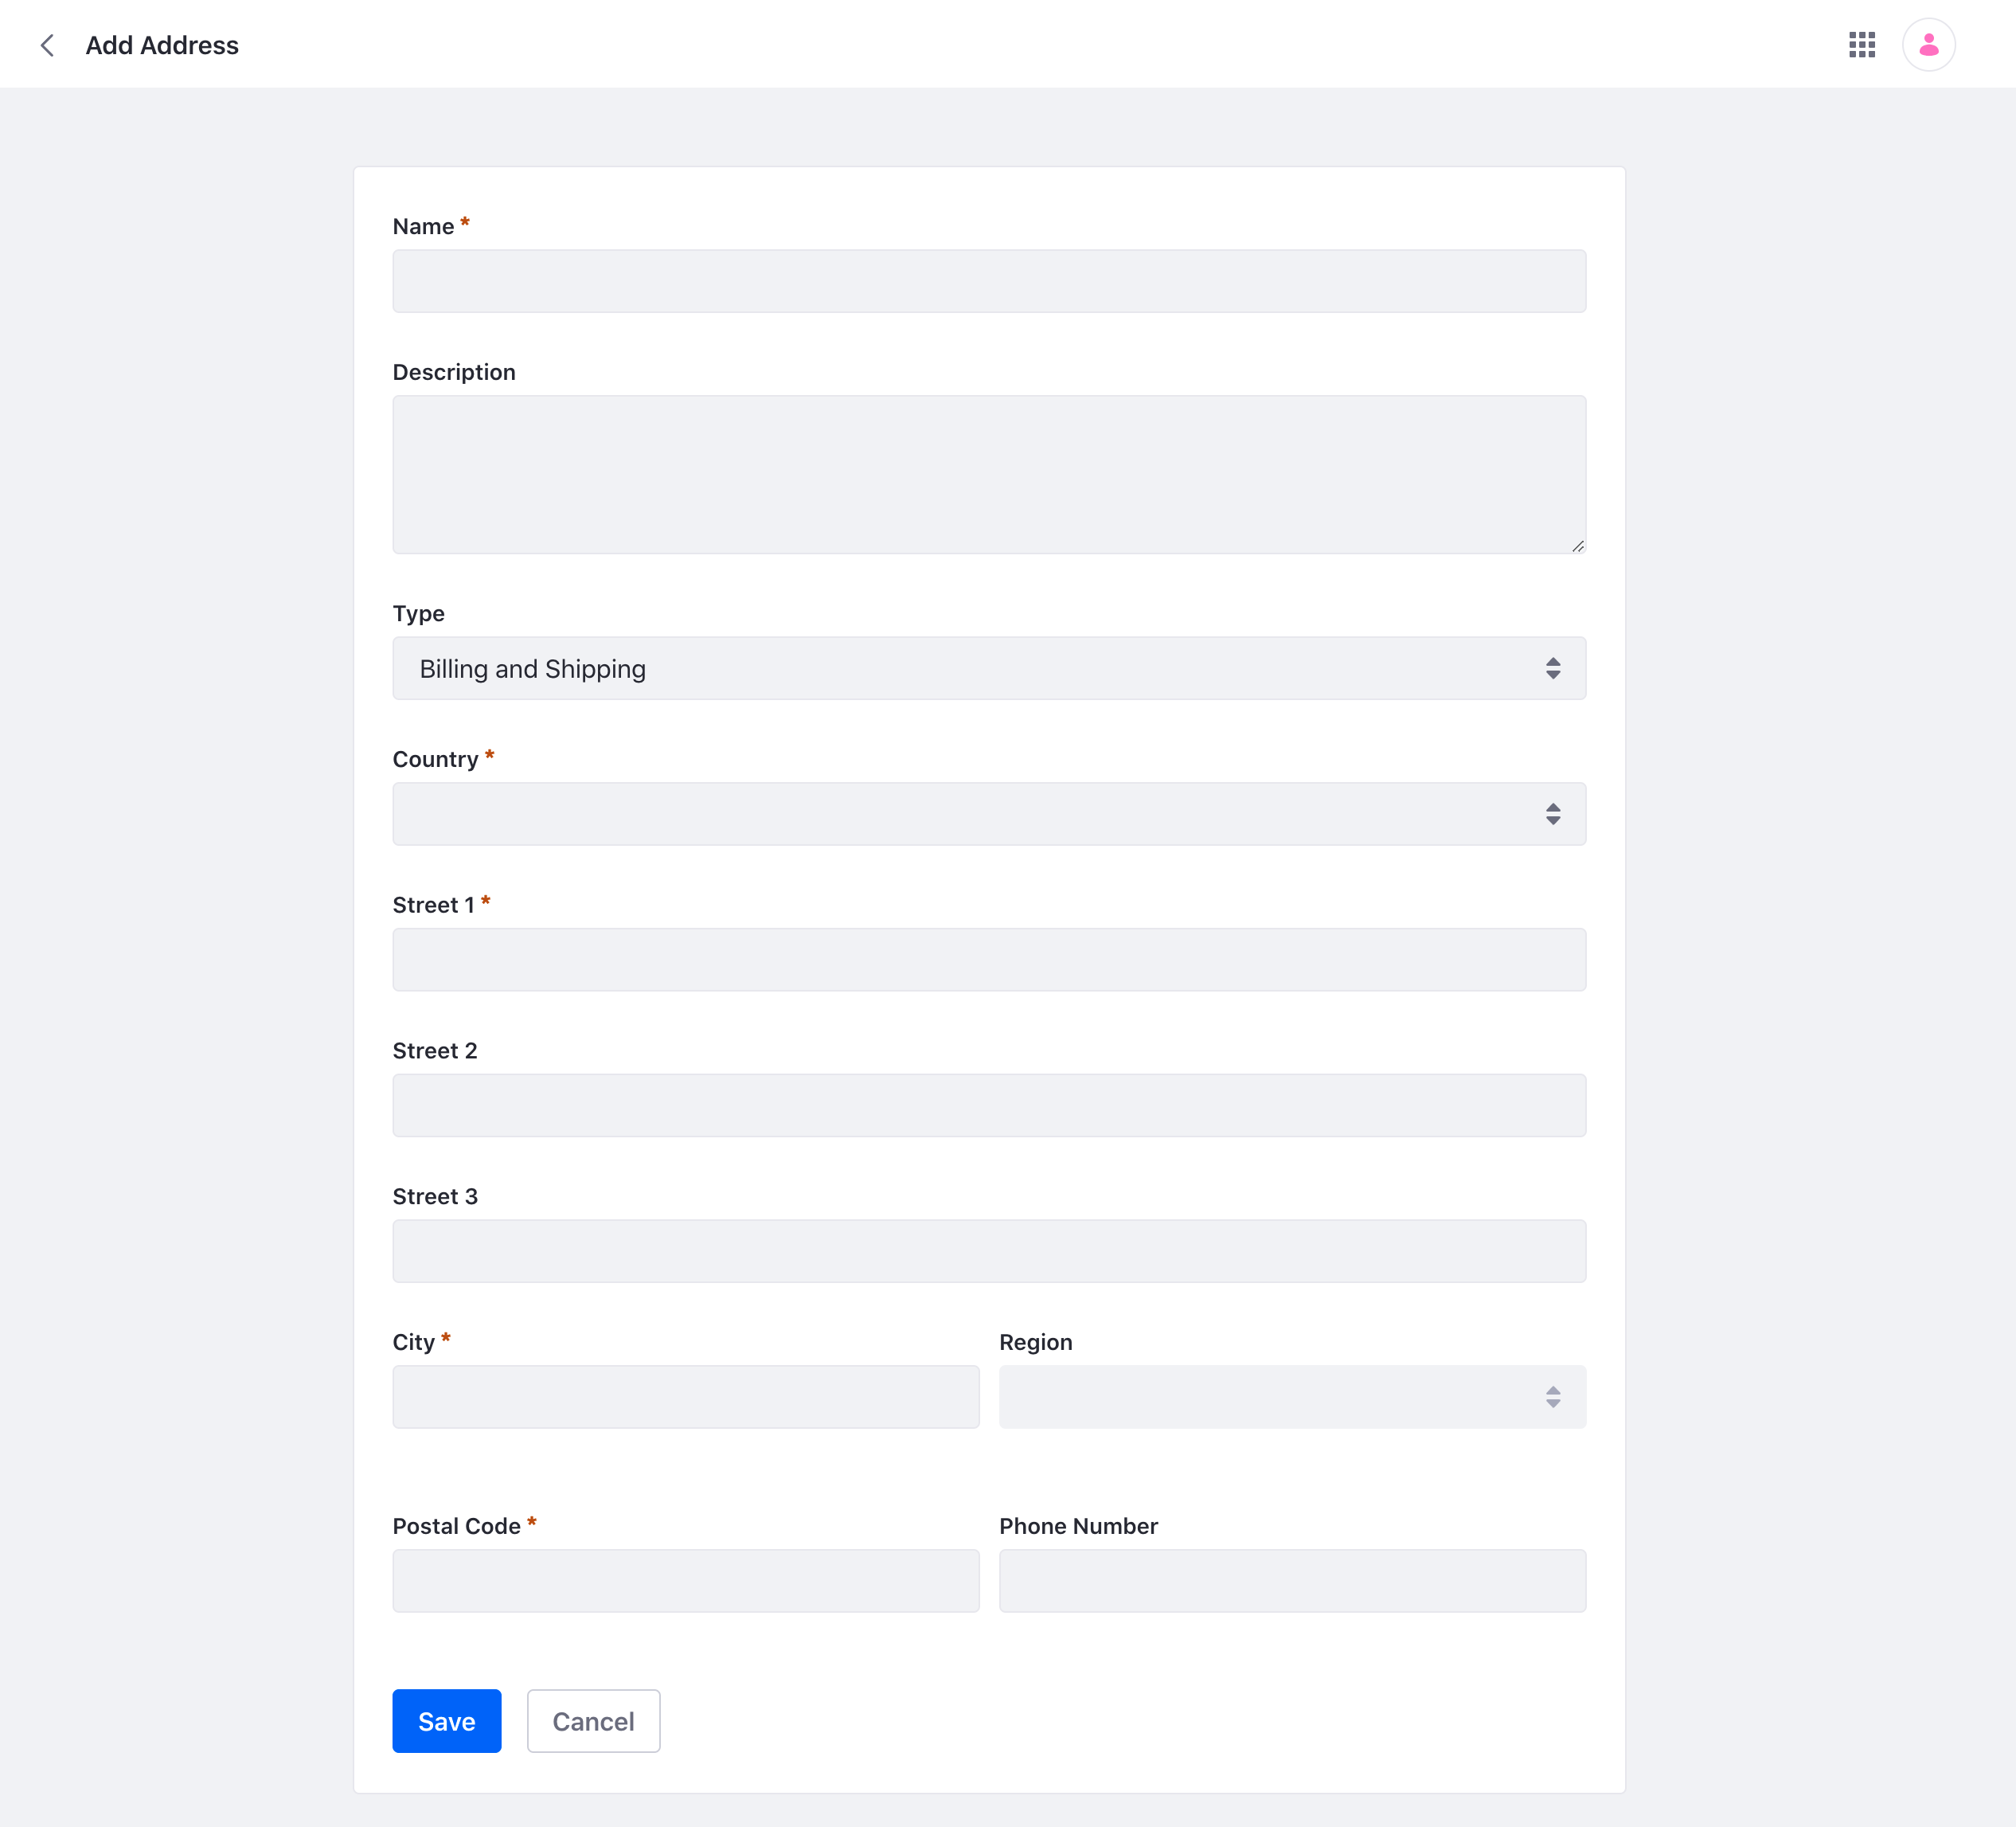 Add Address
Name *
Description
Type
Billing and Shipping
Country *
Street 1 *
Street 2
Street 3
City *
Region
Postal Code *
Phone Number
Save
Cancel